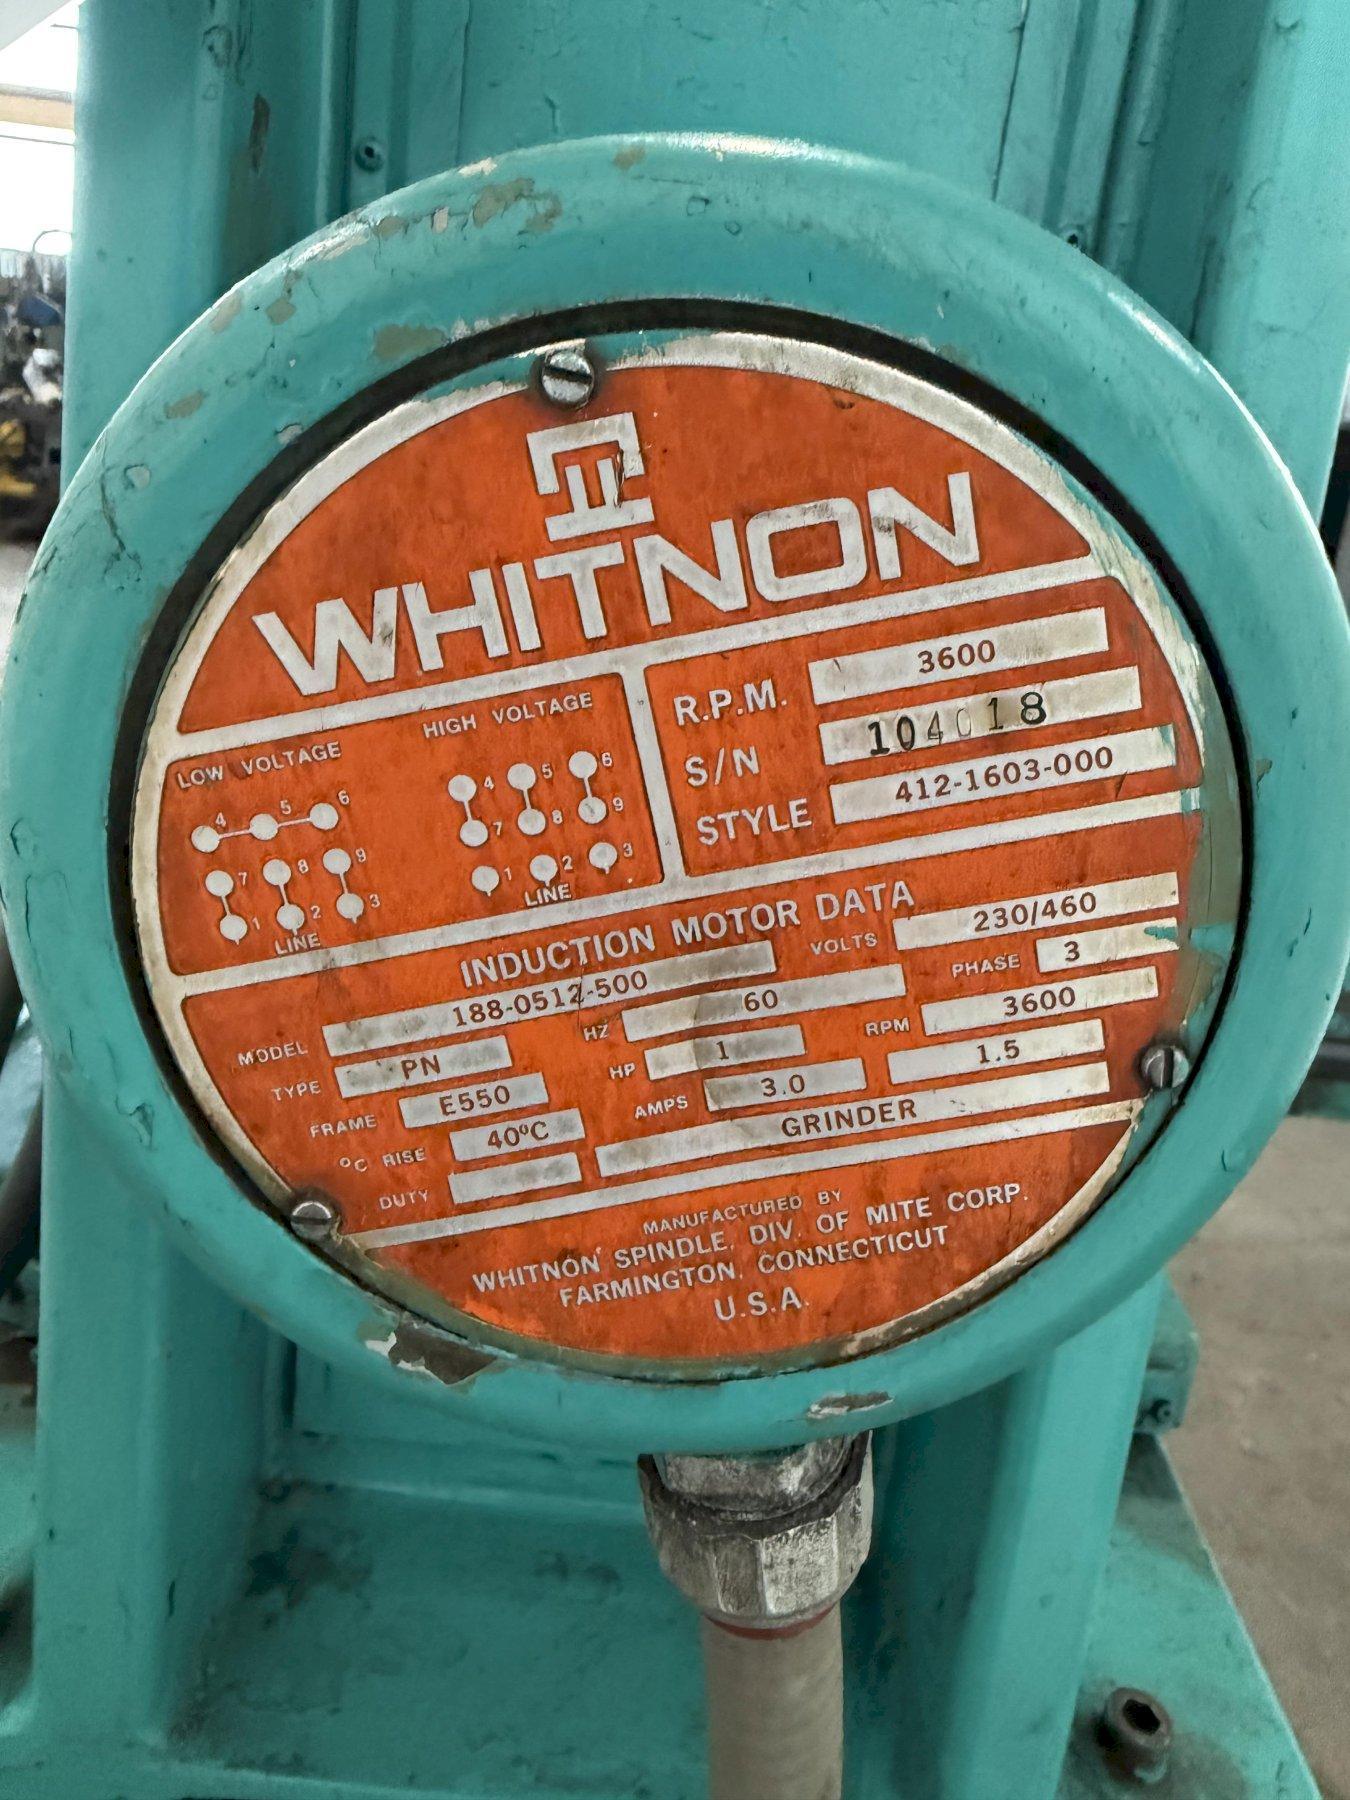 WHITNON
R.P.M. 3600
S/N 104018
STYLE 412-1603-000
LOW VOLTAGE
4 5 6
7 8 9
1 2 3
LINE
HIGH VOLTAGE
4 5 6
7 8 9
1 2 3
LINE
INDUCTION MOTOR DATA
MODEL 188-0512-500 VOLTS 230/460
TYPE PN HZ 60 PHASE 3
FRAME E550 HP 1 RPM 3600
°C RISE 40°C AMPS 3.0 1.5
DUTY GRINDER
MANUFACTURED BY
WHITNON SPINDLE, DIV. OF MITE CORP.
FARMINGTON, CONNECTICUT
U.S.A.